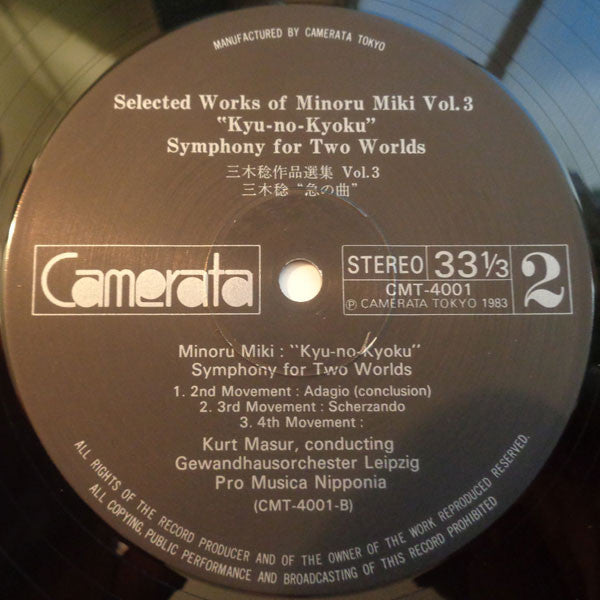 MANUFACTURED BY CAMERATA TOKYO
Selected Works of Minoru Miki Vol.3
"Kyu-no-Kyoku"
Symphony for Two Worlds
三木稔作品選集 Vol.3
三木稔 "急の曲"
Camerata
STEREO 33 1/3 2
CMT-4001
Ⓟ CAMERATA TOKYO 1983
Minoru Miki : "Kyu-no-Kyoku"
Symphony for Two Worlds
1. 2nd Movement : Adagio (conclusion)
2. 3rd Movement : Scherzando
3. 4th Movement :
Kurt Masur, conducting
Gewandhausorchester Leipzig
Pro Musica Nipponia
(CMT-4001-B)
ALL RIGHTS OF THE RECORD PRODUCER AND OF THE OWNER OF THE WORK REPRODUCED RESERVED.
ALL COPYING, PUBLIC PERFORMANCE AND BROADCASTING OF THIS RECORD PROHIBITED